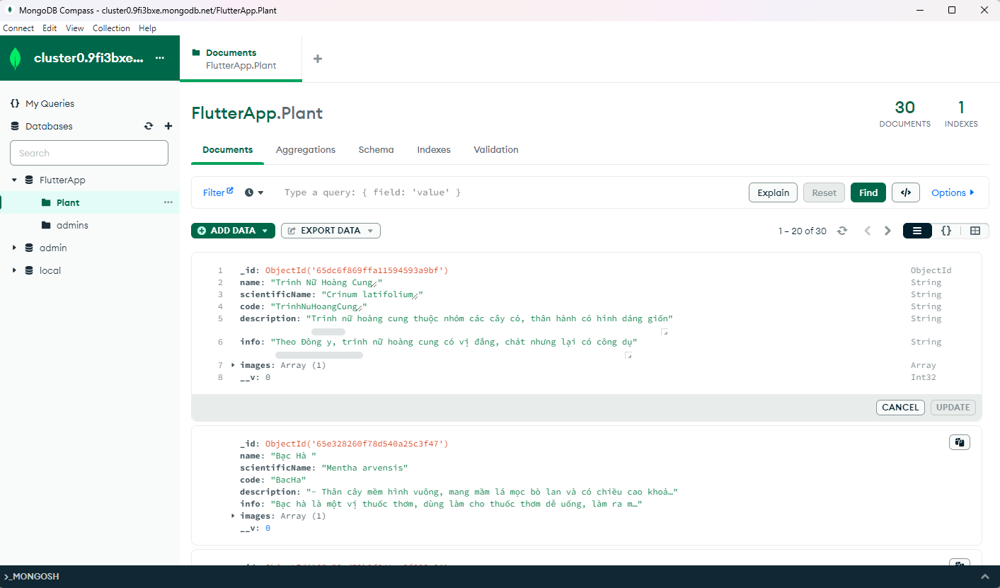 MongoDB Compass - cluster0.9fi3bxe.mongodb.net/FlutterApp.Plant
Connect Edit View Collection Help
cluster0.9fi3bxe... ...
Documents
FlutterApp.Plant
My Queries
Databases
Search
FlutterApp
Plant
admins
admin
local
FlutterApp.Plant
30
DOCUMENTS
1
INDEXES
Documents Aggregations Schema Indexes Validation
Filter Type a query: { field: 'value' } Explain Reset Find </> Options
ADD DATA EXPORT DATA 1 – 20 of 30 {}
1 _id: ObjectId('65dc6f869ffa11594593a9bf') ObjectId
2 name: "Trinh Nữ Hoàng Cung" String
3 scientificName: "Crinum latifolium" String
4 code: "TrinhNuHoangCung" String
5 description: "Trinh nữ hoàng cung thuộc nhóm các cây cỏ, thân hành có hình dáng giốn" String
6 info: "Theo Đông y, trinh nữ hoàng cung có vị đắng, chát nhưng lại có công dụ" String
7 images: Array (1) Array
8 __v: 0 Int32
CANCEL UPDATE
_id: ObjectId('65e328260f78d540a25c3f47')
name: "Bạc Hà "
scientificName: "Mentha arvensis"
code: "BacHa"
description: "- Thân cây mềm hình vuông, mang mầm lá mọc bò lan và có chiều cao khoả…"
info: "Bạc hà là một vị thuốc thơm, dùng làm cho thuốc thơm dễ uống, làm ra m…"
images: Array (1)
__v: 0
>_MONGOSH